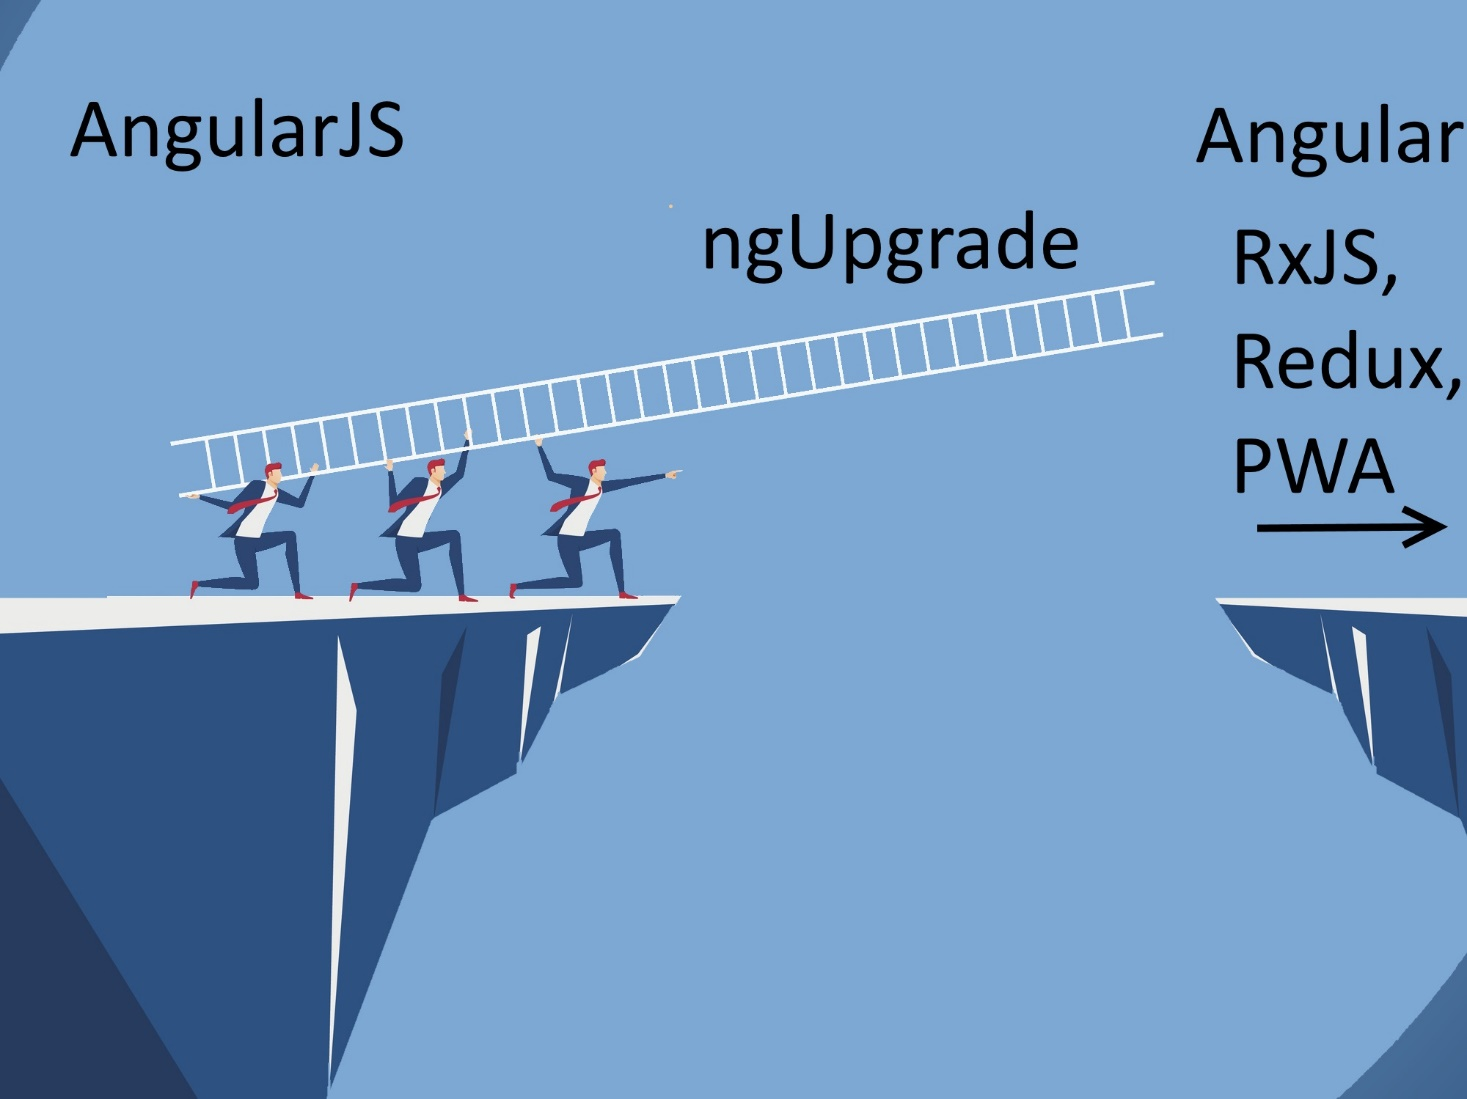 AngularJS
Angular
ngUpgrade
RxJS,
Redux,
PWA